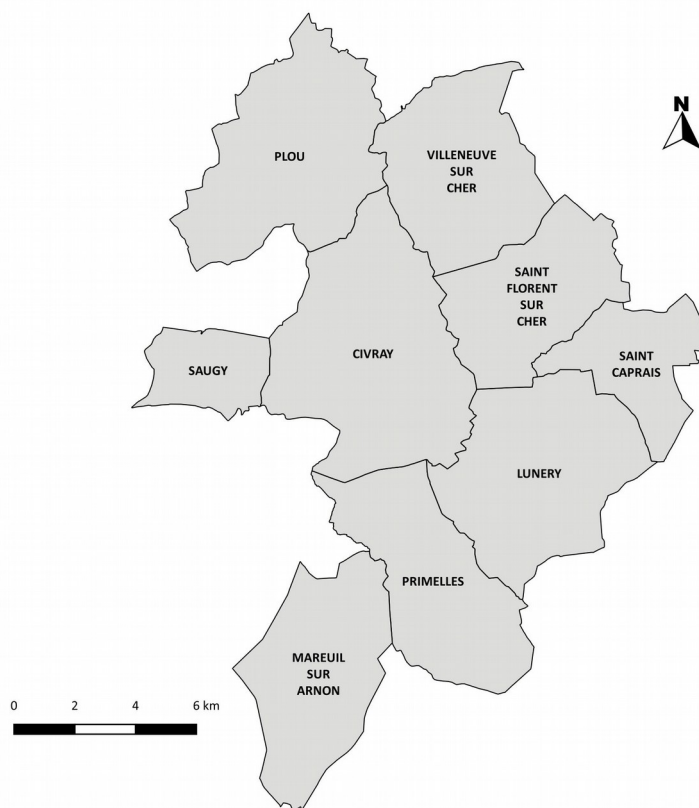 N
PLOU
VILLENEUVE
SUR
CHER
SAINT
FLORENT
SUR
CHER
SAINT
CAPRAIS
CIVRAY
SAUGY
LUNERY
PRIMELLES
MAREUIL
SUR
ARNON
0 2 4 6 km